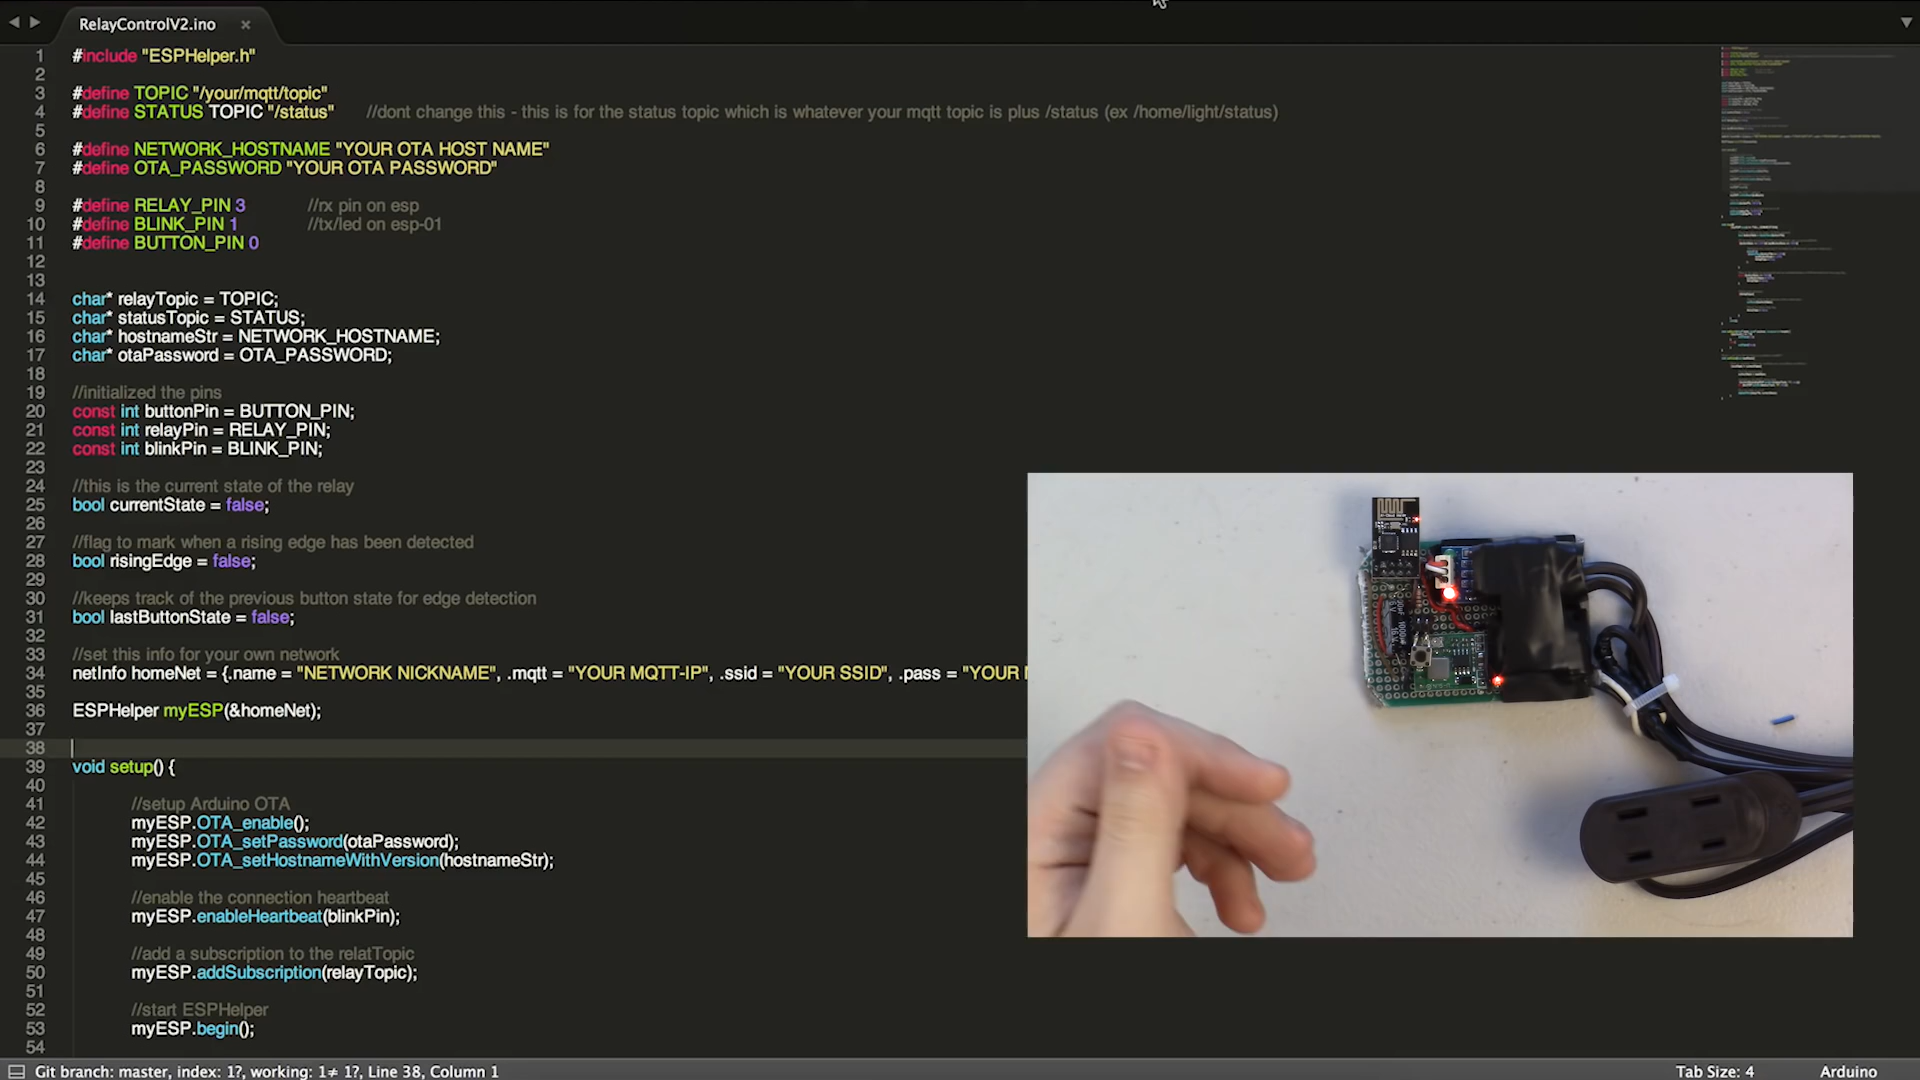 RelayControlV2.ino ×
1 #include "ESPHelper.h"
2
3 #define TOPIC "/your/mqtt/topic"
4 #define STATUS TOPIC "/status" //dont change this - this is for the status topic which is whatever your mqtt topic is plus /status (ex /home/light/status)
5
6 #define NETWORK_HOSTNAME "YOUR OTA HOST NAME"
7 #define OTA_PASSWORD "YOUR OTA PASSWORD"
8
9 #define RELAY_PIN 3 //rx pin on esp
10 #define BLINK_PIN 1 //tx/led on esp-01
11 #define BUTTON_PIN 0
12
13
14 char* relayTopic = TOPIC;
15 char* statusTopic = STATUS;
16 char* hostnameStr = NETWORK_HOSTNAME;
17 char* otaPassword = OTA_PASSWORD;
18
19 //initialized the pins
20 const int buttonPin = BUTTON_PIN;
21 const int relayPin = RELAY_PIN;
22 const int blinkPin = BLINK_PIN;
23
24 //this is the current state of the relay
25 bool currentState = false;
26
27 //flag to mark when a rising edge has been detected
28 bool risingEdge = false;
29
30 //keeps track of the previous button state for edge detection
31 bool lastButtonState = false;
32
33 //set this info for your own network
34 netInfo homeNet = {.name = "NETWORK NICKNAME", .mqtt = "YOUR MQTT-IP", .ssid = "YOUR SSID", .pass = "YOUR
35
36 ESPHelper myESP(&homeNet);
37
38
39 void setup() {
40
41 //setup Arduino OTA
42 myESP.OTA_enable();
43 myESP.OTA_setPassword(otaPassword);
44 myESP.OTA_setHostnameWithVersion(hostnameStr);
45
46 //enable the connection heartbeat
47 myESP.enableHeartbeat(blinkPin);
48
49 //add a subscription to the relatTopic
50 myESP.addSubscription(relayTopic);
51
52 //start ESPHelper
53 myESP.begin();
54
Git branch: master, index: 1?, working: 1≠ 1?, Line 38, Column 1
Tab Size: 4
Arduino